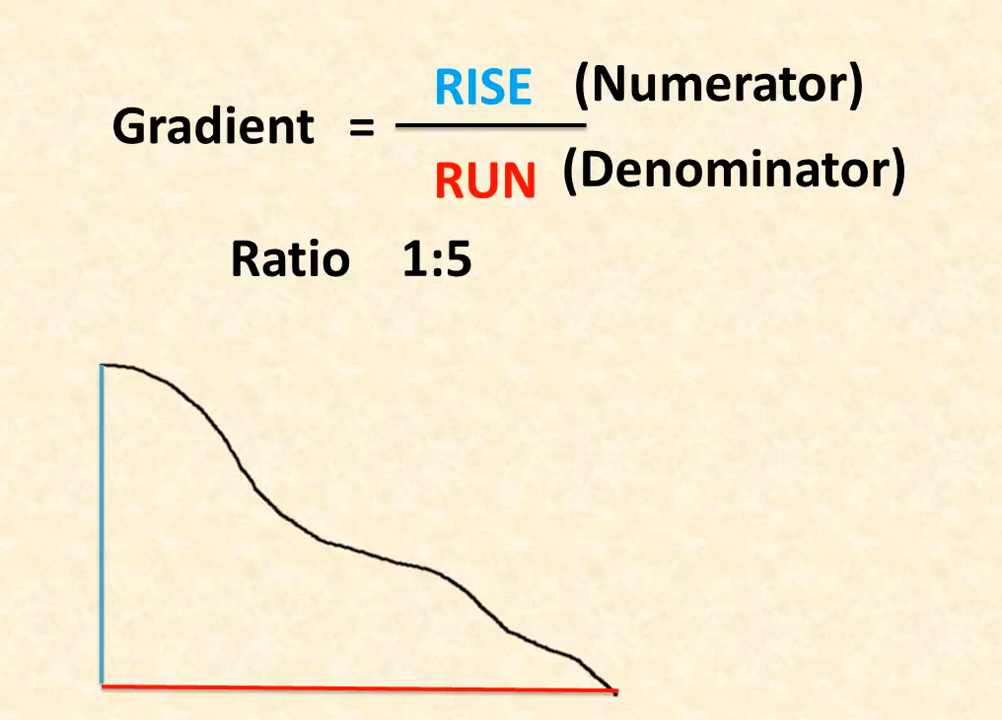 RISE (Numerator)
Gradient =
RUN (Denominator)
Ratio 1:5